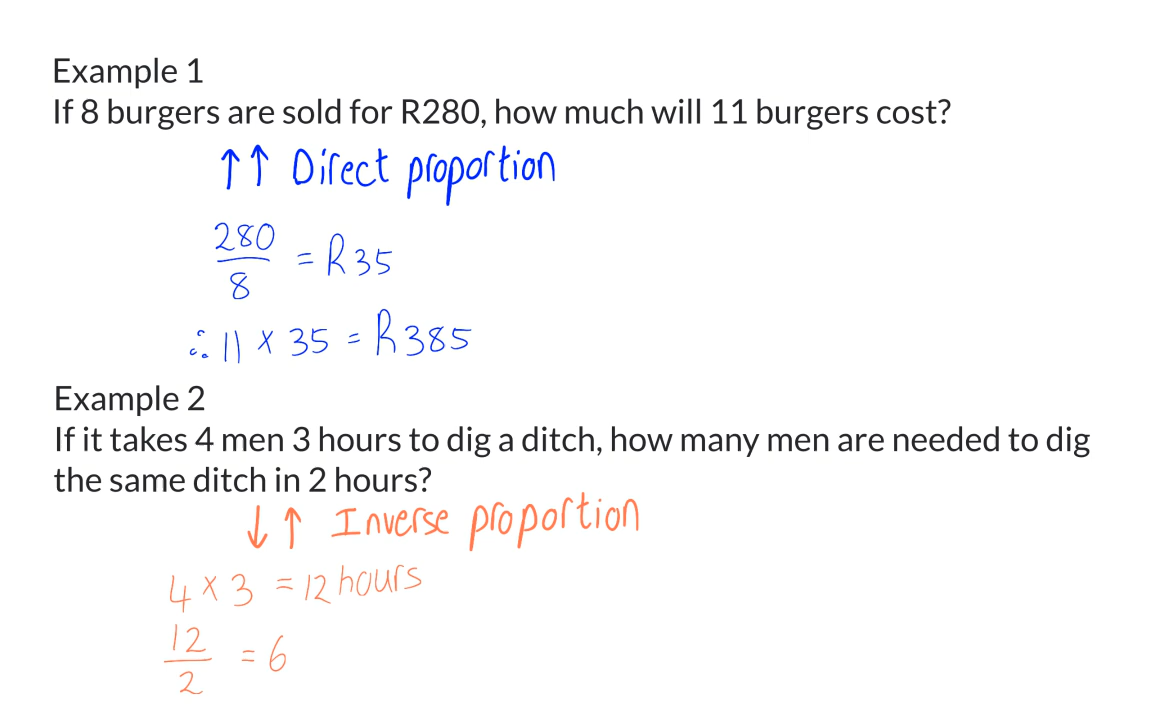 Example 1
If 8 burgers are sold for R280, how much will 11 burgers cost?
↑↑ Direct proportion
280/8 = R35
∴ 11 × 35 = R385
Example 2
If it takes 4 men 3 hours to dig a ditch, how many men are needed to dig
the same ditch in 2 hours?
↓↑ Inverse proportion
4 × 3 = 12 hours
12/2 = 6